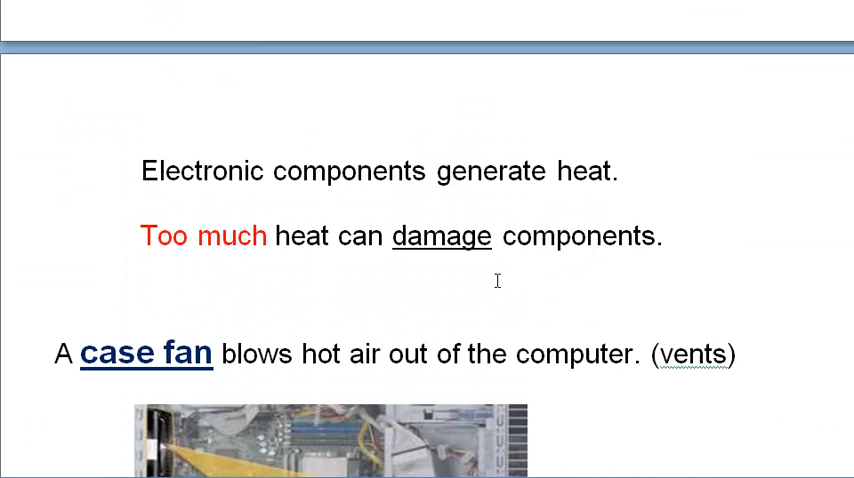 Electronic components generate heat.
Too much heat can damage components.
A case fan blows hot air out of the computer. (vents)